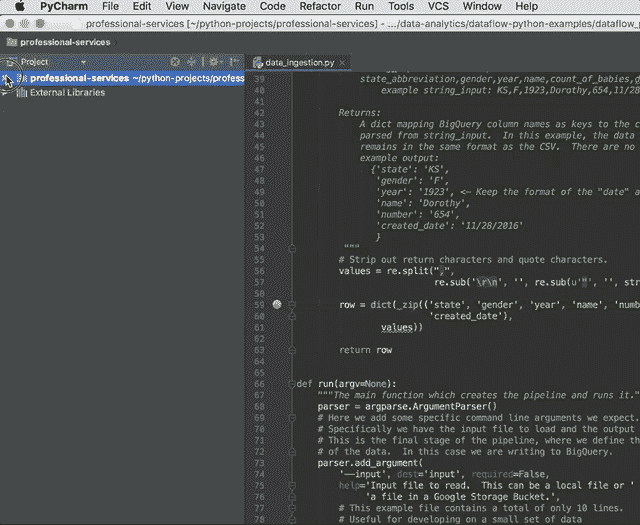 PyCharm File Edit View Navigate Code Refactor Run Tools VCS Window Help
professional-services [~/python-projects/professional-services] - .../data-analytics/dataflow-python-examples/dataflow_p
professional-services
Project
data_ingestion.py
professional-services ~/python-projects/profess
External Libraries
39 state_abbreviation,gender,year,name,count_of_babies,d
40 example string_input: KS,F,1923,Dorothy,654,11/28
41
42 Returns:
43 A dict mapping BigQuery column names as keys to the c
44 parsed from string_input. In this example, the data
45 remains in the same format as the CSV. There are no
46 example output:
47 {'state': 'KS',
48 'gender': 'F',
49 'year': '1923', <- Keep the format of the "date" a
50 'name': 'Dorothy',
51 'number': '654',
52 'created_date': '11/28/2016'
53 }
54 """
55 # Strip out return characters and quote characters.
56 values = re.split(",",
57 re.sub('\r\n', '', re.sub(u'"', '', str
58
59 row = dict(_zip(('state', 'gender', 'year', 'name', 'numb
60 'created_date'),
61 values))
62
63 return row
64
65
66 def run(argv=None):
67 """The main function which creates the pipeline and runs it."
68 parser = argparse.ArgumentParser()
69 # Here we add some specific command line arguments we expect.
70 # Specifically we have the input file to load and the output
71 # This is the final stage of the pipeline, where we define th
72 # of the data. In this case we are writing to BigQuery.
73 parser.add_argument(
74 '--input', dest='input', required=False,
75 help='Input file to read. This can be a local file or '
76 'a file in a Google Storage Bucket.',
77 # This example file contains a total of only 10 lines.
78 # Useful for developing on a small set of data